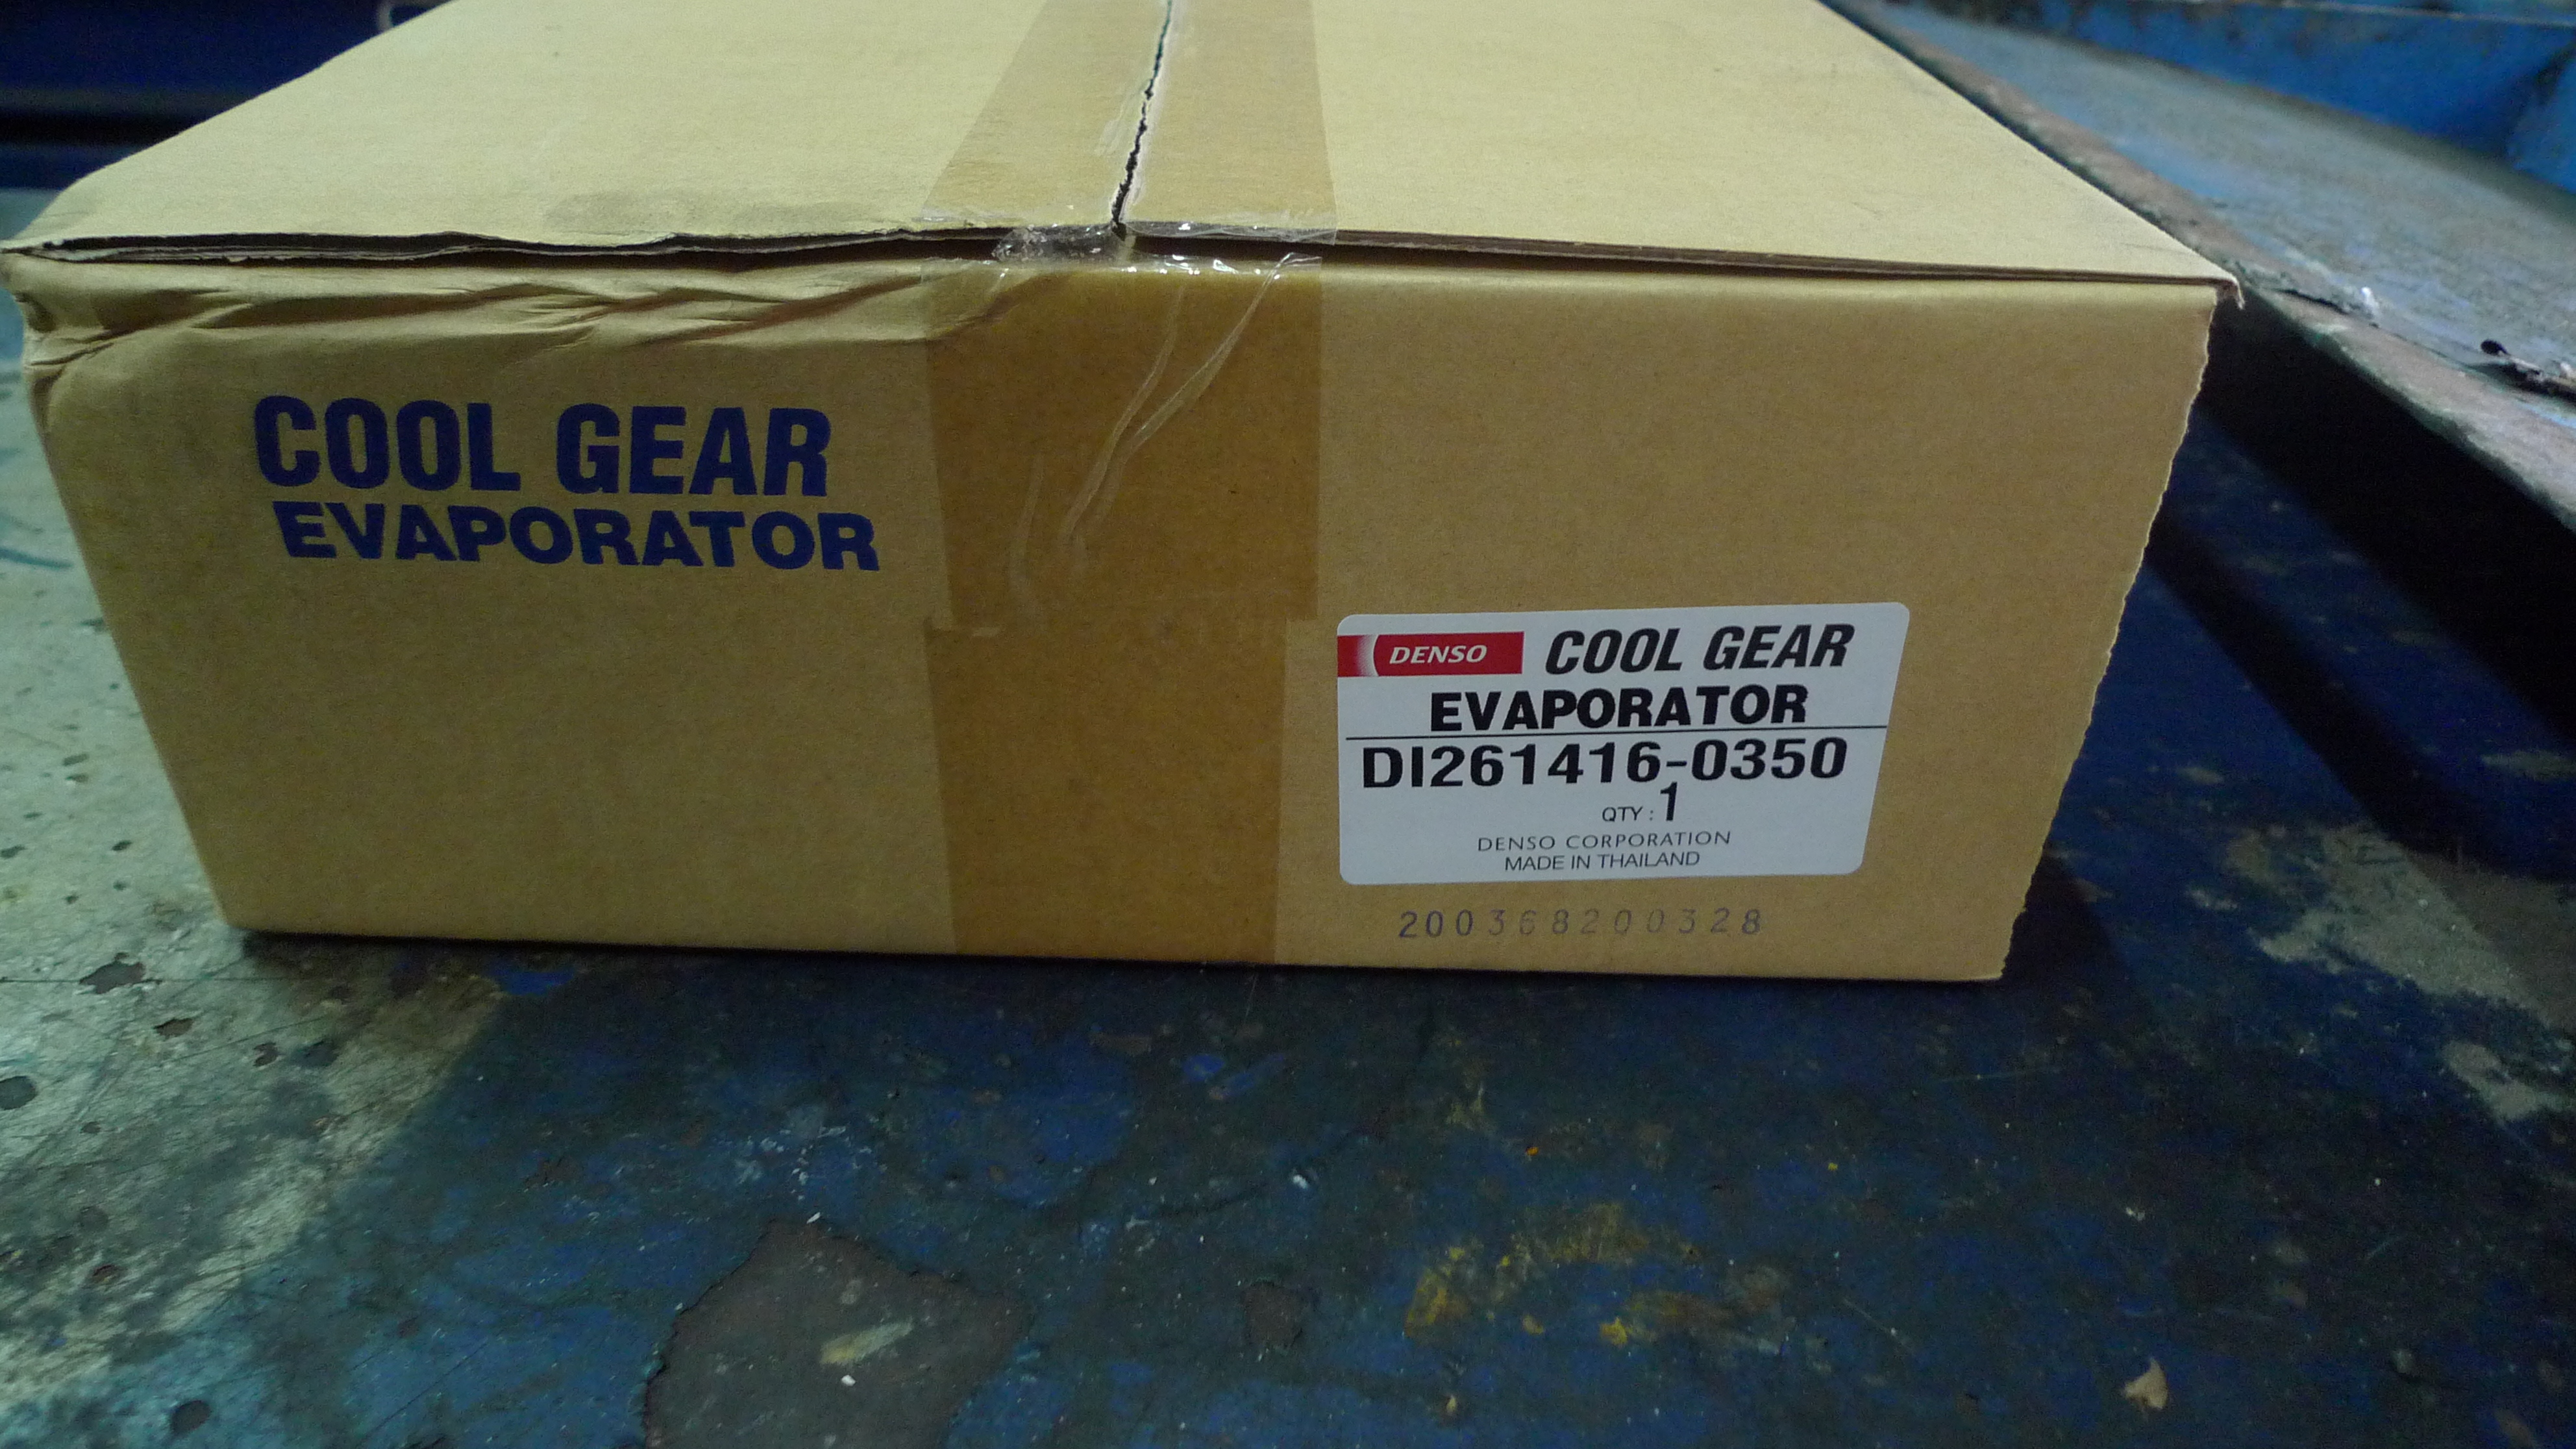 COOL GEAR
EVAPORATOR
DENSO COOL GEAR
EVAPORATOR
DI261416-0350
QTY : 1
DENSO CORPORATION
MADE IN THAILAND
200368200328